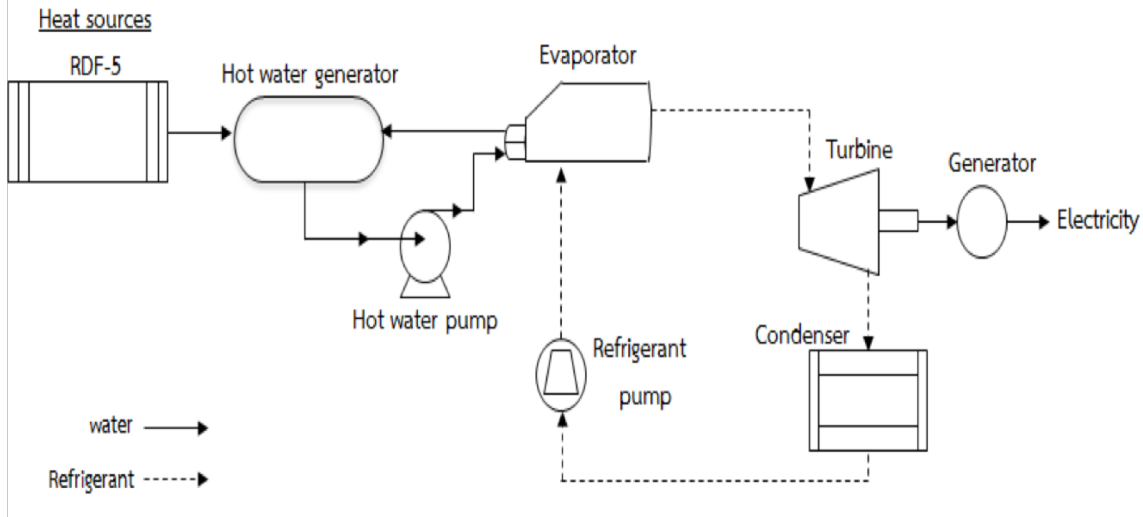 Heat sources
RDF-5
Hot water generator
Evaporator
Turbine
Generator
Electricity
Hot water pump
Condenser
Refrigerant
pump
water
Refrigerant